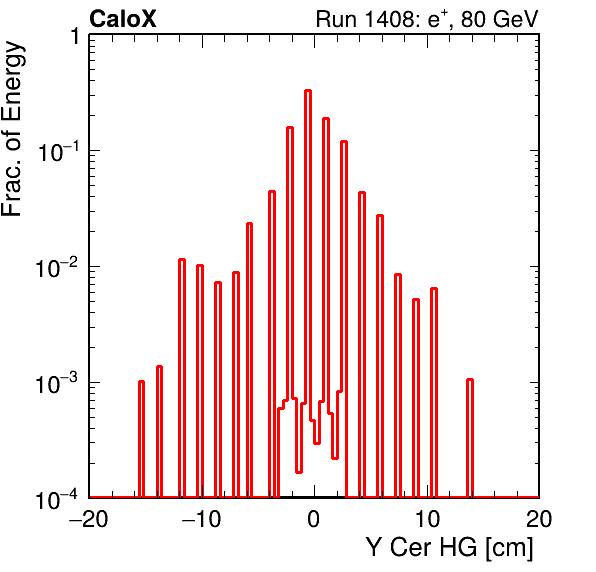 CaloX Run 1408: e⁺, 80 GeV
Frac. of Energy
1
10⁻¹
10⁻²
10⁻³
10⁻⁴
−20 −10 0 10 20
Y Cer HG [cm]